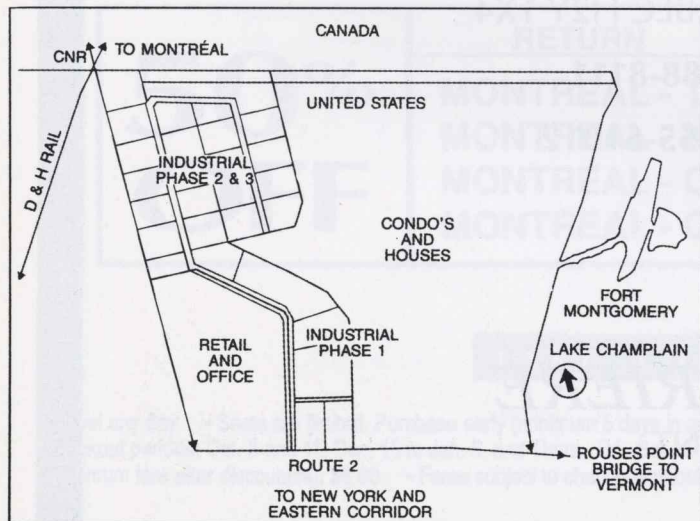 CANADA
CNR
TO MONTRÉAL
UNITED STATES
D & H RAIL
INDUSTRIAL
PHASE 2 & 3
CONDO'S
AND
HOUSES
FORT
MONTGOMERY
RETAIL
AND
OFFICE
INDUSTRIAL
PHASE 1
LAKE CHAMPLAIN
ROUTE 2
ROUSES POINT
BRIDGE TO
VERMONT
TO NEW YORK AND
EASTERN CORRIDOR